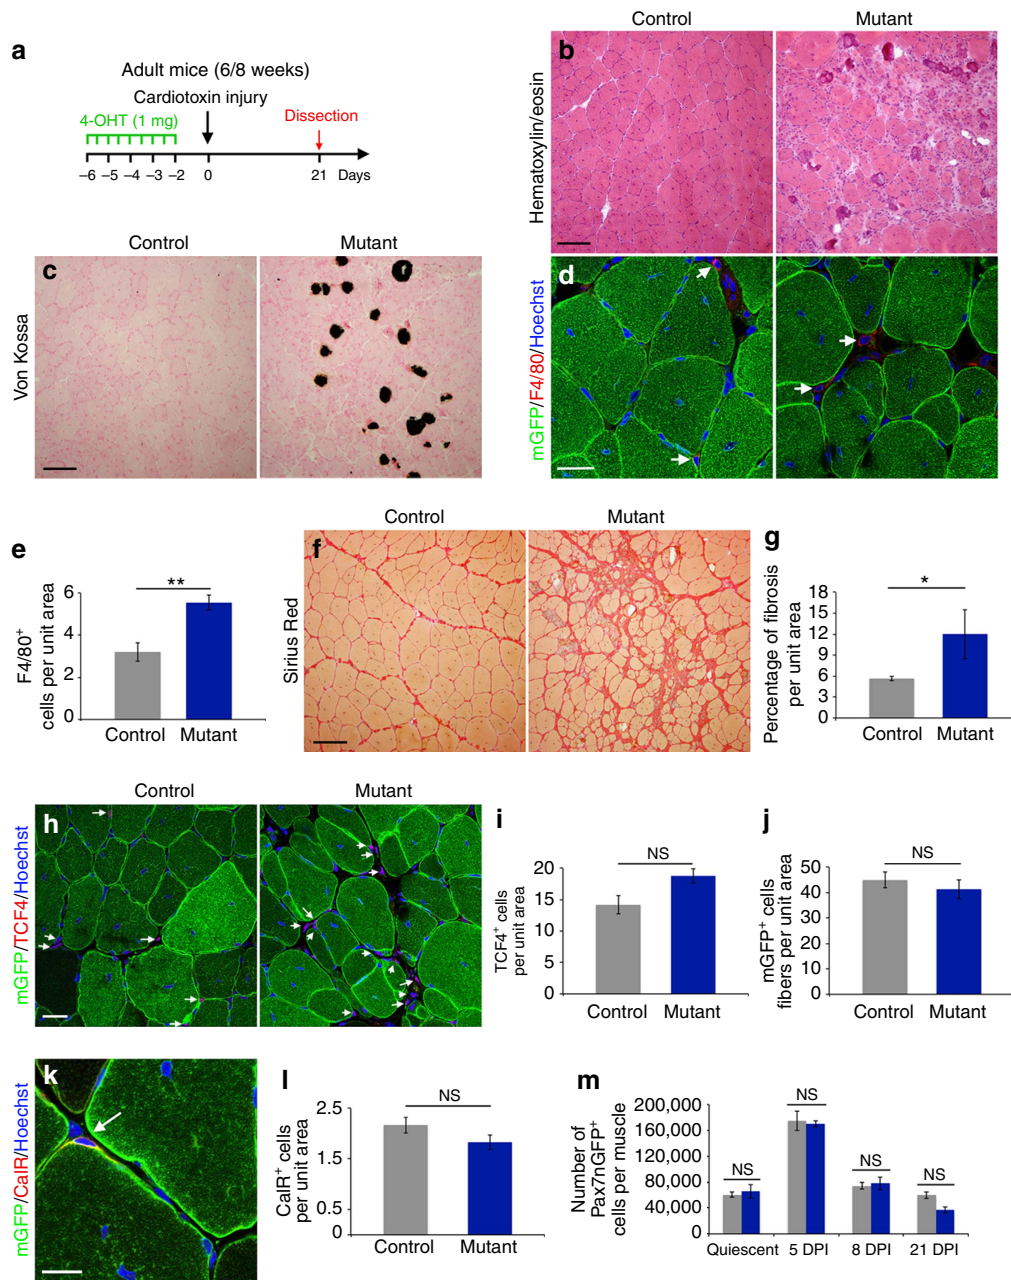 a
Adult mice (6/8 weeks)
Cardiotoxin injury
4-OHT (1 mg)
Dissection
–6 –5 –4 –3 –2 0 21 Days
Control Mutant
b
Hematoxylin/eosin
Control Mutant
c
Von Kossa
d
mGFP/F4/80/Hoechst
e
F4/80+
cells per unit area
6
4
2
0
**
Control Mutant
Control Mutant
f
Sirius Red
g
Percentage of fibrosis
per unit area
18
15
12
9
6
3
0
*
Control Mutant
Control Mutant
h
mGFP/TCF4/Hoechst
i
TCF4+ cells
per unit area
20
15
10
5
0
NS
Control Mutant
j
mGFP+ cells
fibers per unit area
50
40
30
20
10
0
NS
Control Mutant
k
mGFP/CalR/Hoechst
l
CalR+ cells
per unit area
2.5
1.5
0.5
0
NS
Control Mutant
m
Number of
Pax7nGFP+
cells per muscle
200,000
160,000
120,000
80,000
40,000
0
NS
NS
NS
NS
Quiescent 5 DPI 8 DPI 21 DPI